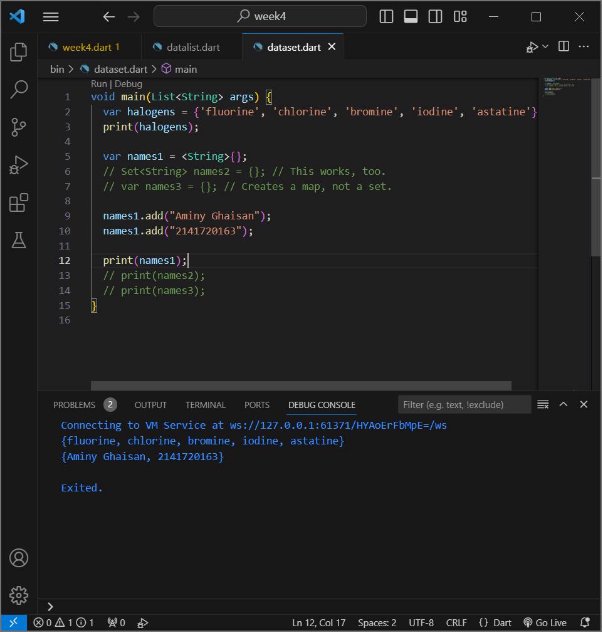 week4
week4.dart 1
datalist.dart
dataset.dart
bin > dataset.dart > main
Run | Debug
1 void main(List<String> args) {
2 var halogens = {'fluorine', 'chlorine', 'bromine', 'iodine', 'astatine'}
3 print(halogens);
4
5 var names1 = <String>{};
6 // Set<String> names2 = {}; // This works, too.
7 // var names3 = {}; // Creates a map, not a set.
8
9 names1.add("Aminy Ghaisan");
10 names1.add("2141720163");
11
12 print(names1);
13 // print(names2);
14 // print(names3);
15 }
16
PROBLEMS 2 OUTPUT TERMINAL PORTS DEBUG CONSOLE Filter (e.g. text, !exclude)
Connecting to VM Service at ws://127.0.0.1:61371/HYAoErFbMpE=/ws
{fluorine, chlorine, bromine, iodine, astatine}
{Aminy Ghaisan, 2141720163}
Exited.
0 1 1 0 Ln 12, Col 17 Spaces: 2 UTF-8 CRLF {} Dart Go Live